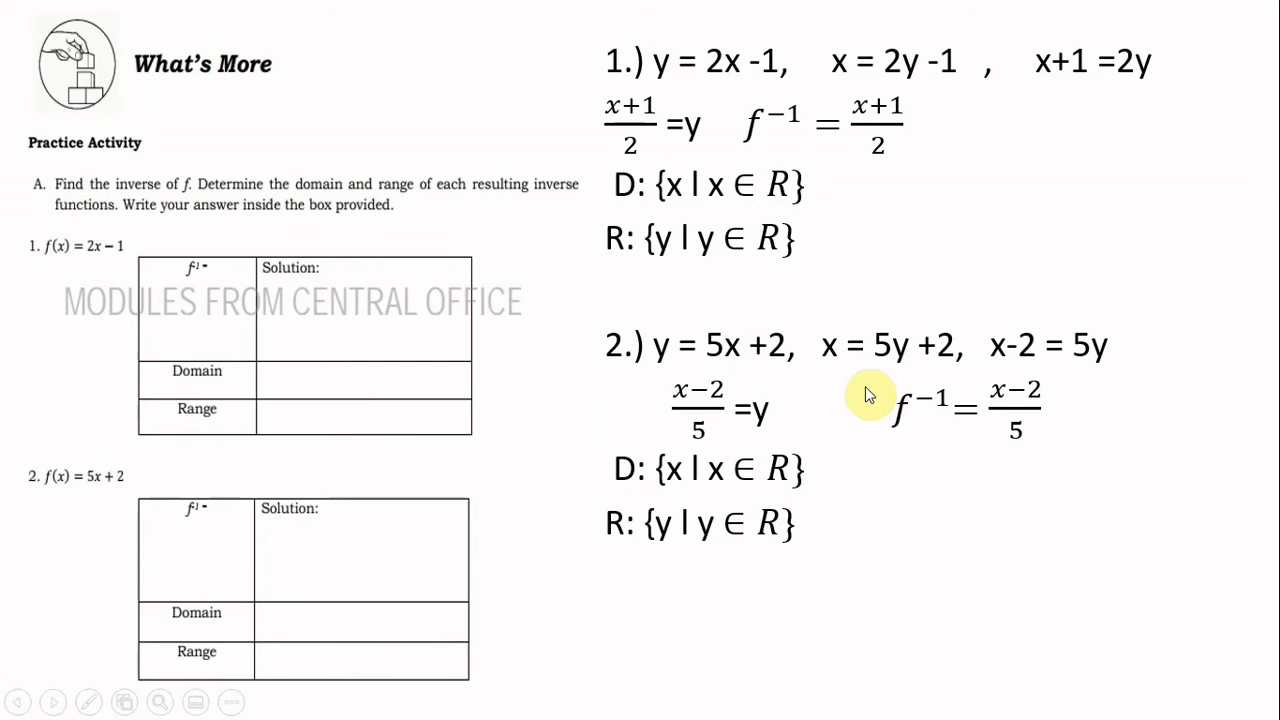 What's More
Practice Activity
A. Find the inverse of f. Determine the domain and range of each resulting inverse
functions. Write your answer inside the box provided.
1. f(x) = 2x – 1
f⁻¹ = Solution:
MODULES FROM CENTRAL OFFICE
Domain
Range
2. f(x) = 5x + 2
f⁻¹ = Solution:
Domain
Range
1.) y = 2x -1, x = 2y -1 , x+1 =2y
x+1/2 =y f⁻¹ = x+1/2
D: {x l x ∈ R}
R: {y l y ∈ R}
2.) y = 5x +2, x = 5y +2, x-2 = 5y
x−2/5 =y f⁻¹= x−2/5
D: {x l x ∈ R}
R: {y l y ∈ R}